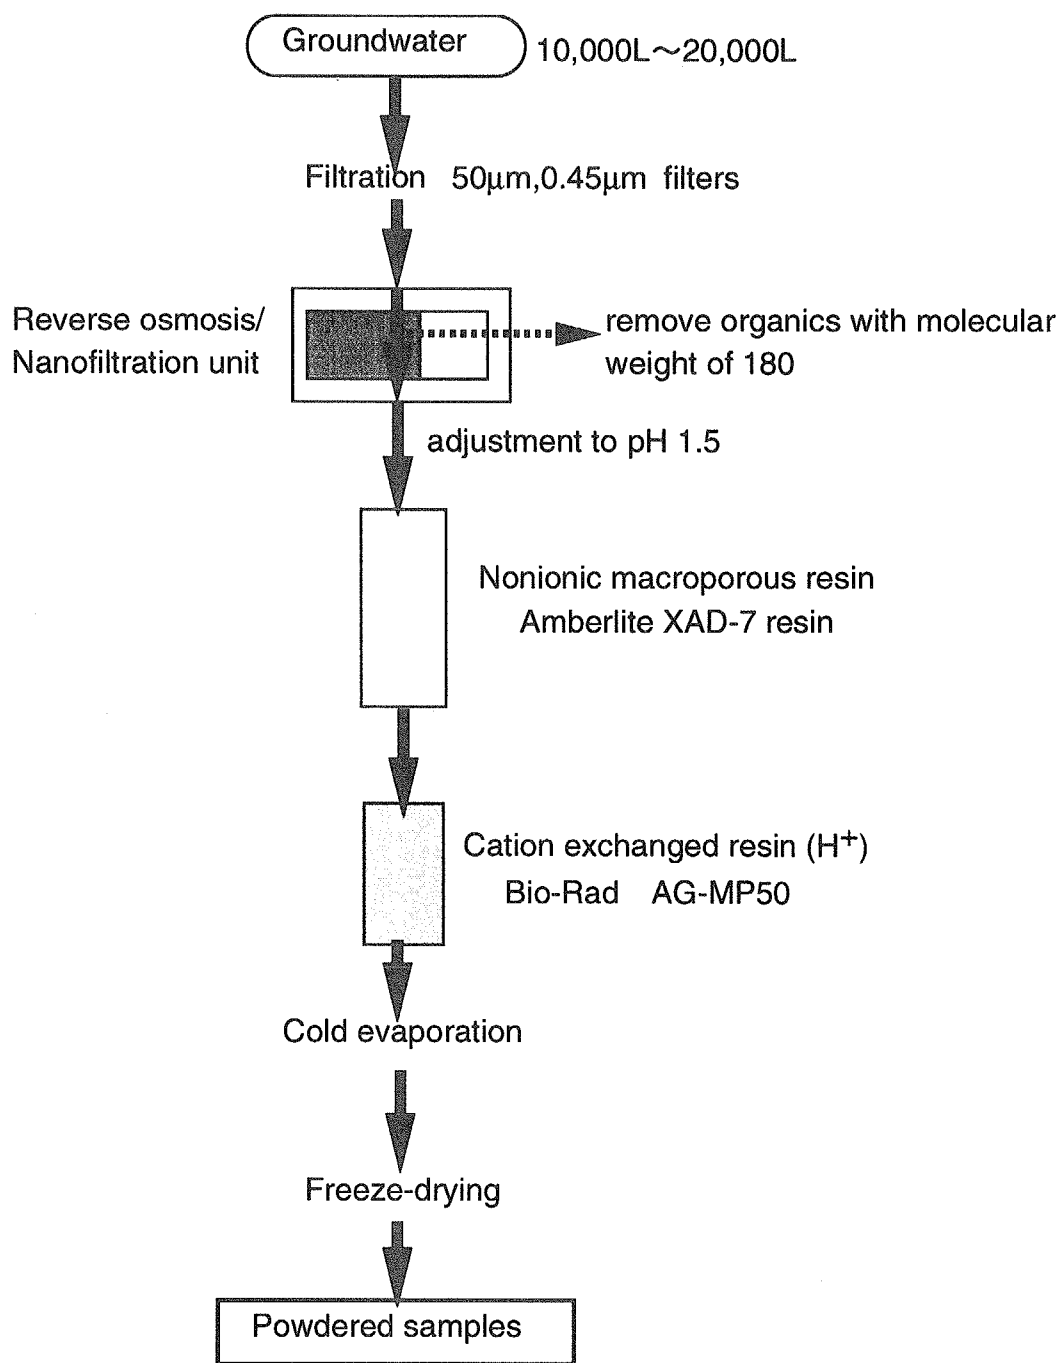 Groundwater 10,000L～20,000L
Filtration 50μm,0.45μm filters
Reverse osmosis/
Nanofiltration unit
remove organics with molecular
weight of 180
adjustment to pH 1.5
Nonionic macroporous resin
Amberlite XAD-7 resin
Cation exchanged resin (H⁺)
Bio-Rad AG-MP50
Cold evaporation
Freeze-drying
Powdered samples